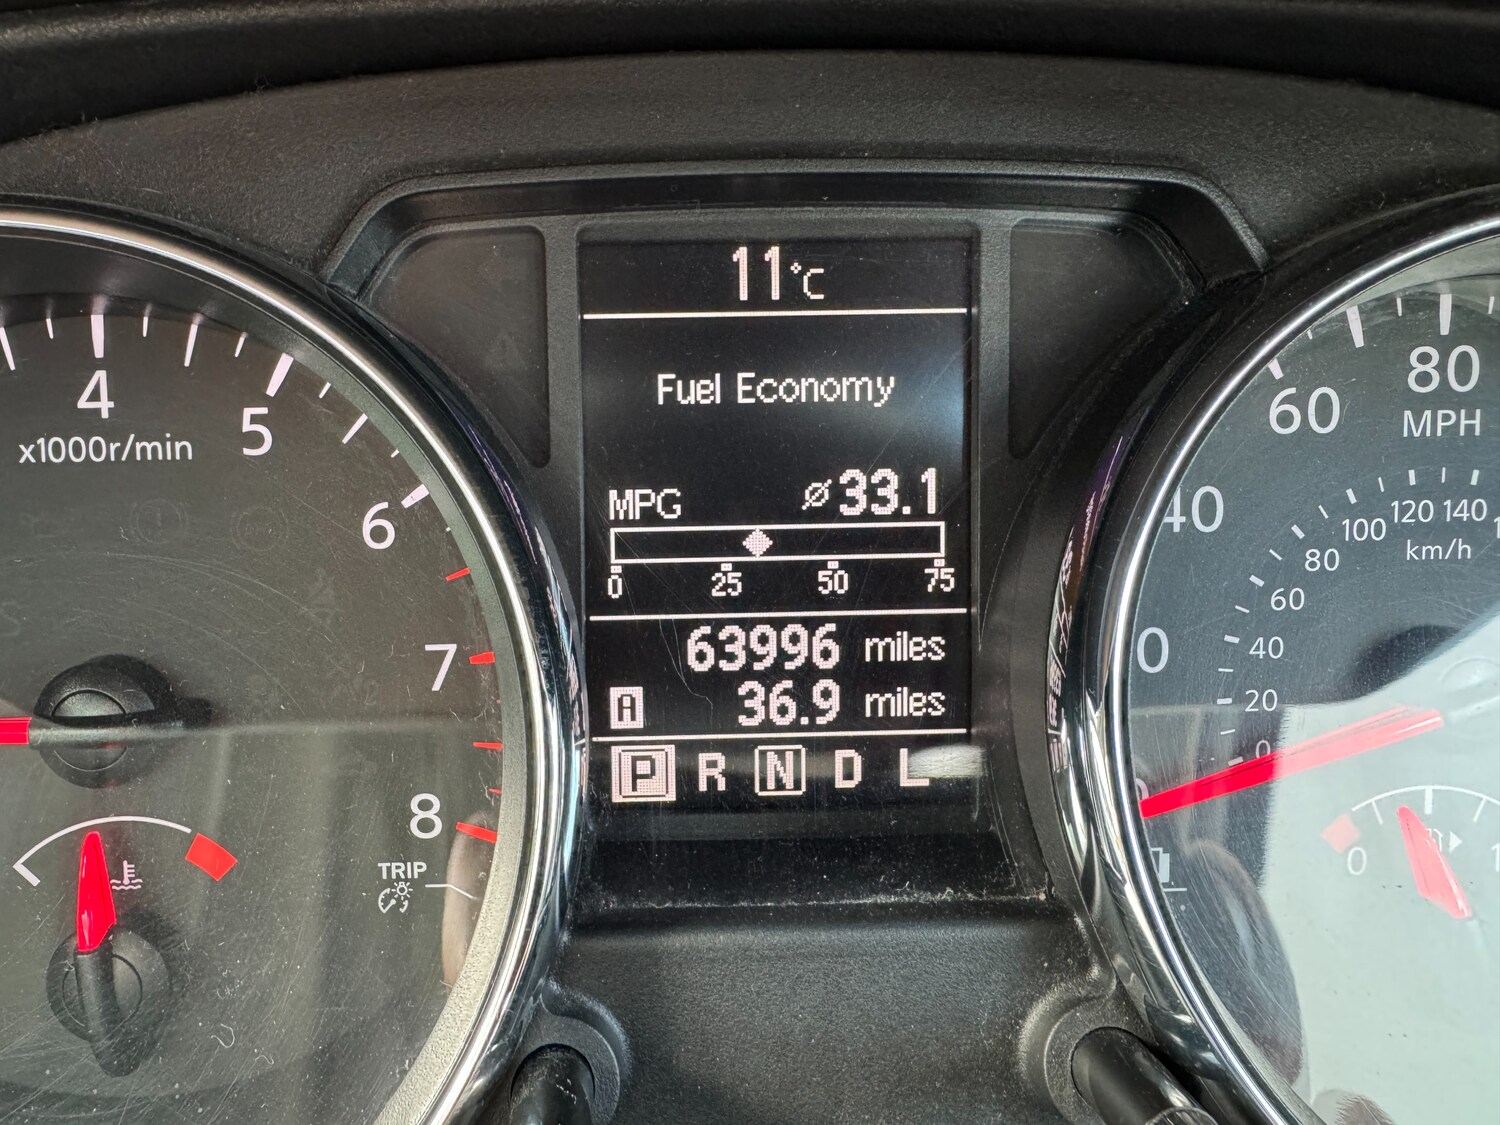 11°C
Fuel Economy
MPG ⌀33.1
0 25 50 75
63996 miles
A 36.9 miles
P R N D L
4
5
6
7
8
x1000r/min
TRIP
40
60
80
MPH
0
20
40
60
80
100
120
140
km/h
0